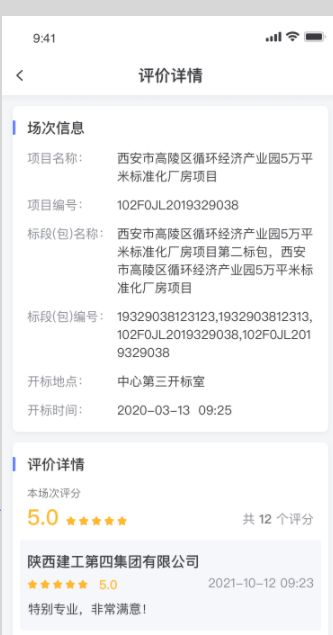 9:41
评价详情
场次信息
项目名称: 西安市高陵区循环经济产业园5万平
米标准化厂房项目
项目编号: 102F0JL2019329038
标段(包)名称: 西安市高陵区循环经济产业园5万平
米标准化厂房项目第二标包，西安
市高陵区循环经济产业园5万平米标
准化厂房项目
标段(包)编号: 19329038123123,1932903812313,
102F0JL2019329038,102F0JL201
9329038
开标地点: 中心第三开标室
开标时间: 2020-03-13 09:25
评价详情
本场次评分
5.0 ★★★★★ 共 12 个评分
陕西建工第四集团有限公司
★★★★★ 5.0 2021-10-12 09:23
特别专业，非常满意！